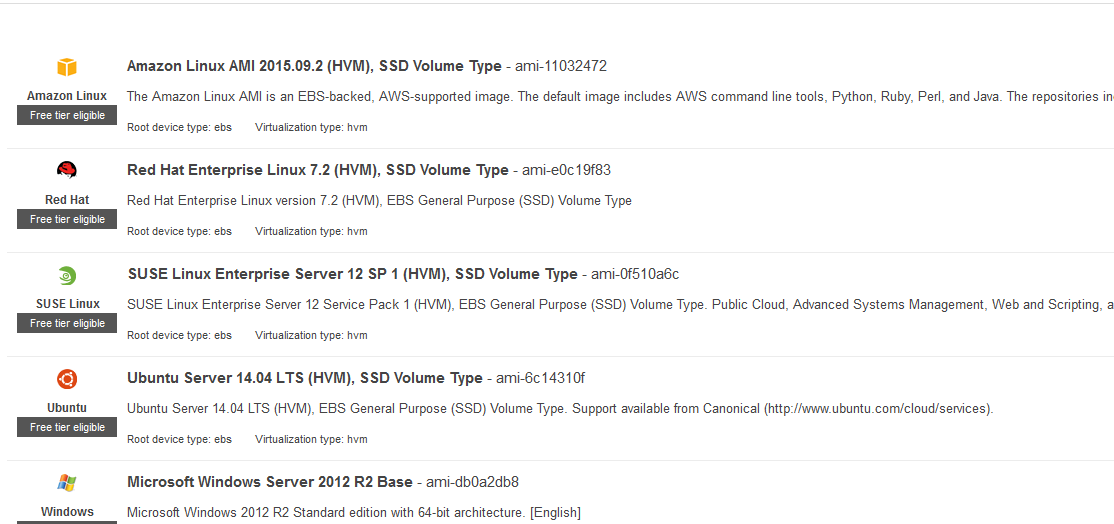 Amazon Linux AMI 2015.09.2 (HVM), SSD Volume Type - ami-11032472
Amazon Linux
The Amazon Linux AMI is an EBS-backed, AWS-supported image. The default image includes AWS command line tools, Python, Ruby, Perl, and Java. The repositories in
Free tier eligible
Root device type: ebs Virtualization type: hvm
Red Hat Enterprise Linux 7.2 (HVM), SSD Volume Type - ami-e0c19f83
Red Hat
Red Hat Enterprise Linux version 7.2 (HVM), EBS General Purpose (SSD) Volume Type
Free tier eligible
Root device type: ebs Virtualization type: hvm
SUSE Linux Enterprise Server 12 SP 1 (HVM), SSD Volume Type - ami-0f510a6c
SUSE Linux
SUSE Linux Enterprise Server 12 Service Pack 1 (HVM), EBS General Purpose (SSD) Volume Type. Public Cloud, Advanced Systems Management, Web and Scripting, a
Free tier eligible
Root device type: ebs Virtualization type: hvm
Ubuntu Server 14.04 LTS (HVM), SSD Volume Type - ami-6c14310f
Ubuntu
Ubuntu Server 14.04 LTS (HVM), EBS General Purpose (SSD) Volume Type. Support available from Canonical (http://www.ubuntu.com/cloud/services).
Free tier eligible
Root device type: ebs Virtualization type: hvm
Microsoft Windows Server 2012 R2 Base - ami-db0a2db8
Windows
Microsoft Windows 2012 R2 Standard edition with 64-bit architecture. [English]